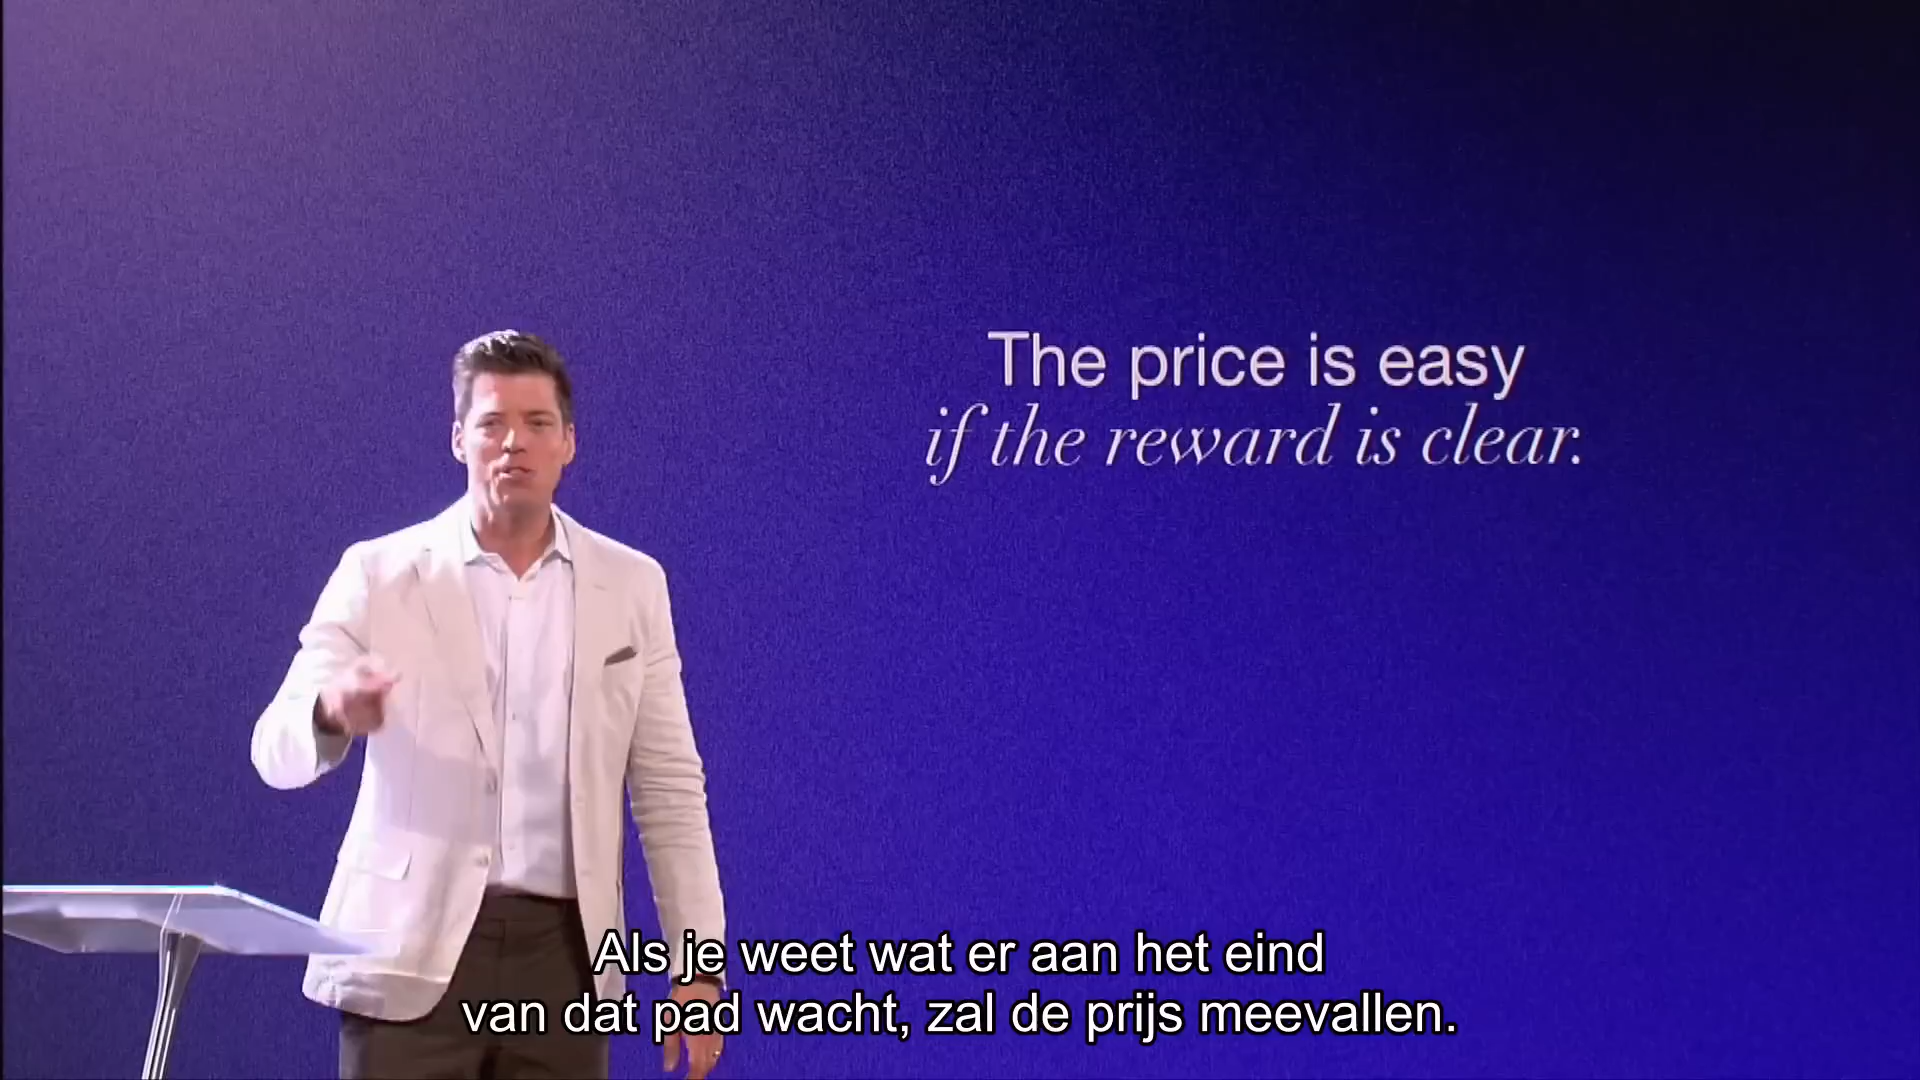 The price is easy
if the reward is clear.
Als je weet wat er aan het eind
van dat pad wacht, zal de prijs meevallen.